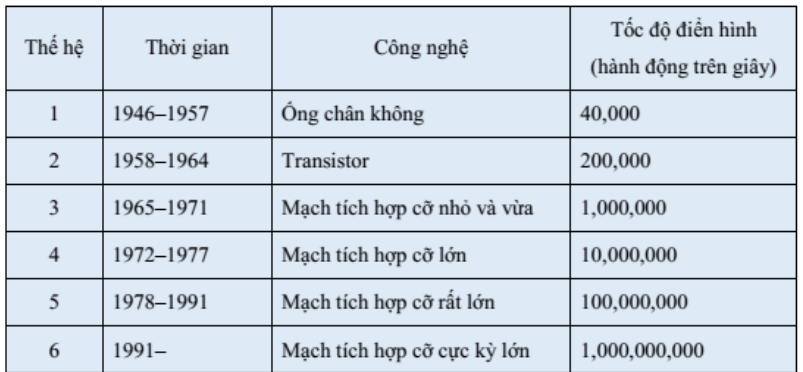 Thế hệ	Thời gian	Công nghệ	Tốc độ điển hình (hành động trên giây)
1	1946–1957	Ống chân không	40,000
2	1958–1964	Transistor	200,000
3	1965–1971	Mạch tích hợp cỡ nhỏ và vừa	1,000,000
4	1972–1977	Mạch tích hợp cỡ lớn	10,000,000
5	1978–1991	Mạch tích hợp cỡ rất lớn	100,000,000
6	1991–	Mạch tích hợp cỡ cực kỳ lớn	1,000,000,000